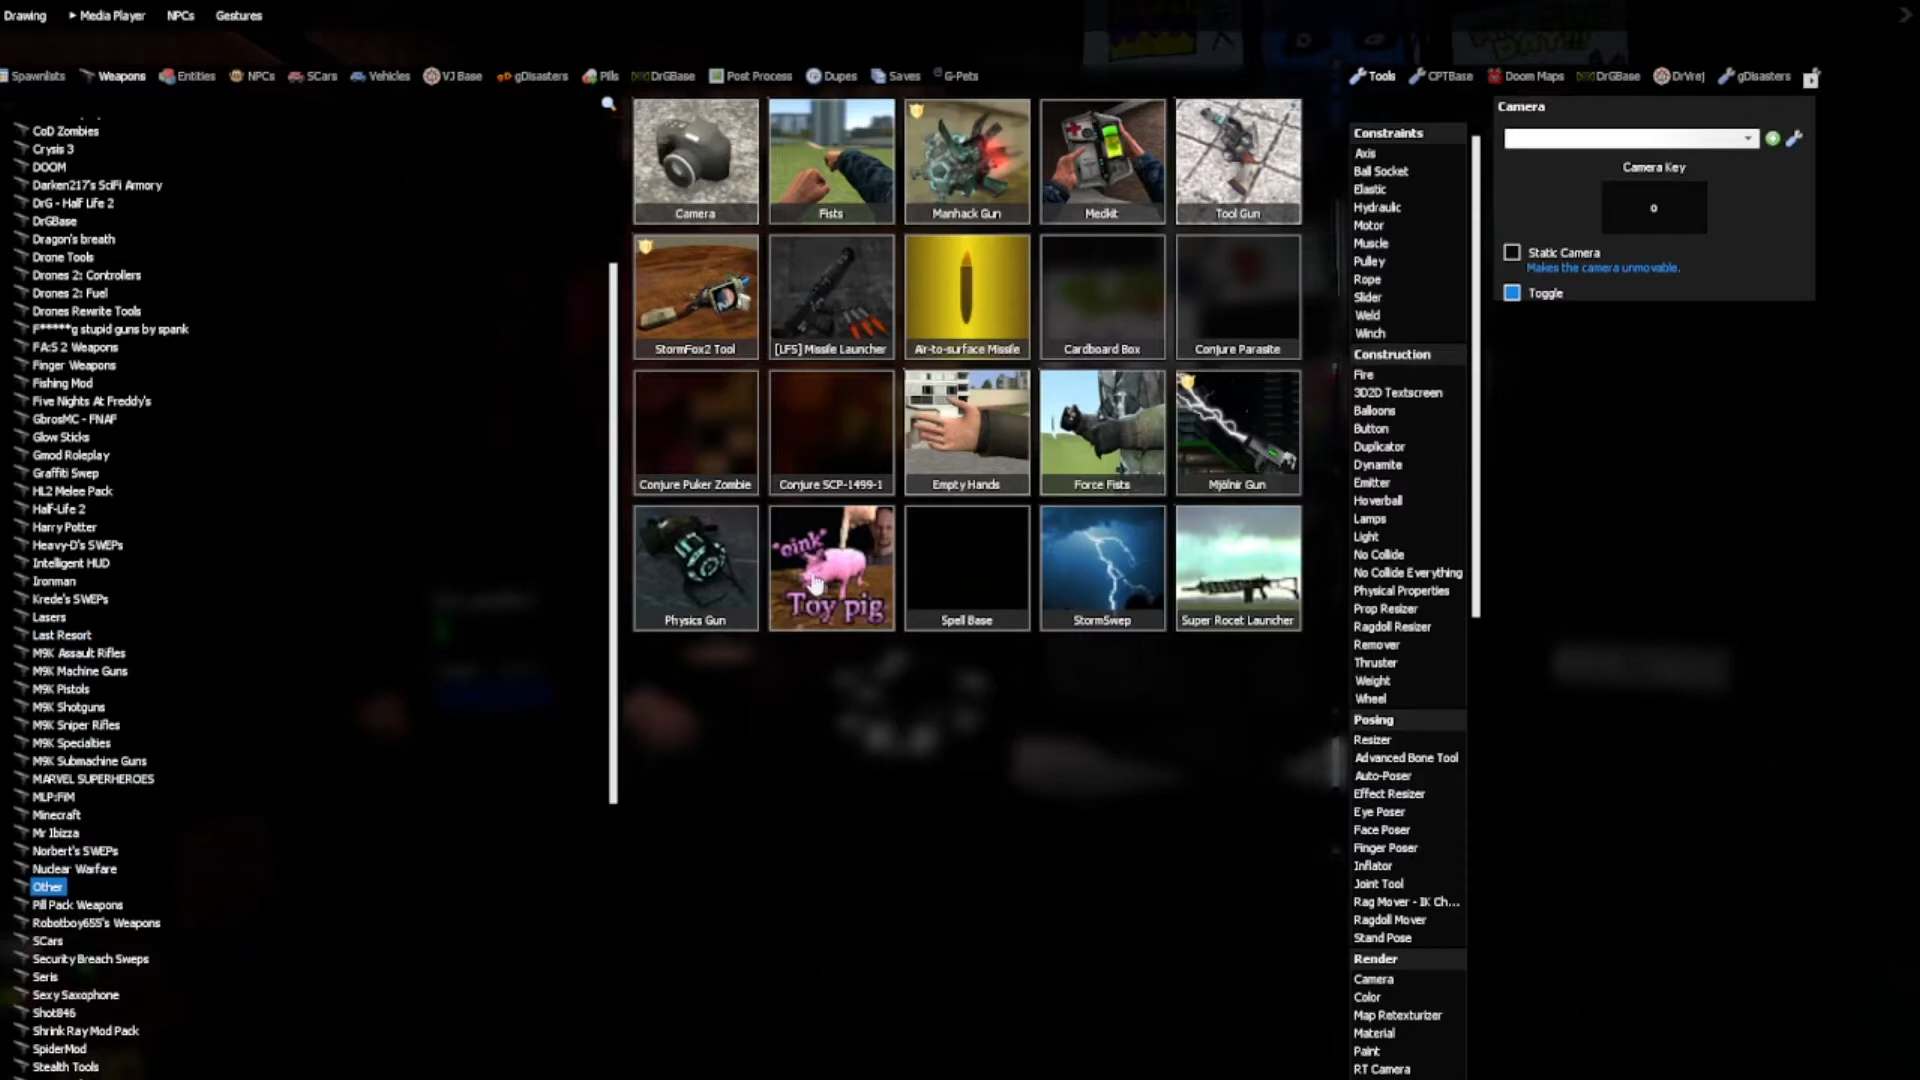 Drawing
Media Player
NPCs
Gestures
Spawnlists
Weapons
Entities
NPCs
SCars
Vehicles
VJ Base
gDisasters
Pills
DrGBase
Post Process
Dupes
Saves
G-Pets
Tools
CPTBase
Doom Maps
DrGBase
DrVrej
gDisasters
CoD Zombies
Crysis 3
DOOM
Darken217's SciFi Armory
DrG - Half Life 2
DrGBase
Dragon's breath
Drone Tools
Drones 2: Controllers
Drones 2: Fuel
Drones Rewrite Tools
F*****g stupid guns by spank
FA:S 2 Weapons
Finger Weapons
Fishing Mod
Five Nights At Freddy's
GbrosMC - FNAF
Glow Sticks
Gmod Roleplay
Graffiti Swep
HL2 Melee Pack
Half-Life 2
Harry Potter
Heavy-D's SWEPs
Intelligent HUD
Ironman
Krede's SWEPs
Lasers
Last Resort
M9K Assault Rifles
M9K Machine Guns
M9K Pistols
M9K Shotguns
M9K Sniper Rifles
M9K Specialties
M9K Submachine Guns
MARVEL SUPERHEROES
MLP:FiM
Minecraft
Mr Ibizza
Norbert's SWEPs
Nuclear Warfare
Other
Pill Pack Weapons
Robotboy655's Weapons
SCars
Security Breach Sweps
Seris
Sexy Saxophone
Shot846
Shrink Ray Mod Pack
SpiderMod
Stealth Tools
Camera
Fists
Manhack Gun
Medkit
Tool Gun
StormFox2 Tool
[LFS] Missile Launcher
Air-to-surface Missile
Cardboard Box
Conjure Parasite
Conjure Puker Zombie
Conjure SCP-1499-1
Empty Hands
Force Fists
Mjölnir Gun
Physics Gun
*oink*
Toy pig
Spell Base
StormSwep
Super Rocet Launcher
Constraints
Axis
Ball Socket
Elastic
Hydraulic
Motor
Muscle
Pulley
Rope
Slider
Weld
Winch
Construction
Fire
3D2D Textscreen
Balloons
Button
Duplicator
Dynamite
Emitter
Hoverball
Lamps
Light
No Collide
No Collide Everything
Physical Properties
Prop Resizer
Ragdoll Resizer
Remover
Thruster
Weight
Wheel
Posing
Resizer
Advanced Bone Tool
Auto-Poser
Effect Resizer
Eye Poser
Face Poser
Finger Poser
Inflator
Joint Tool
Rag Mover - IK Ch...
Ragdoll Mover
Stand Pose
Render
Camera
Color
Map Retexturizer
Material
Paint
RT Camera
Camera
Camera Key
0
Static Camera
Makes the camera unmovable.
Toggle